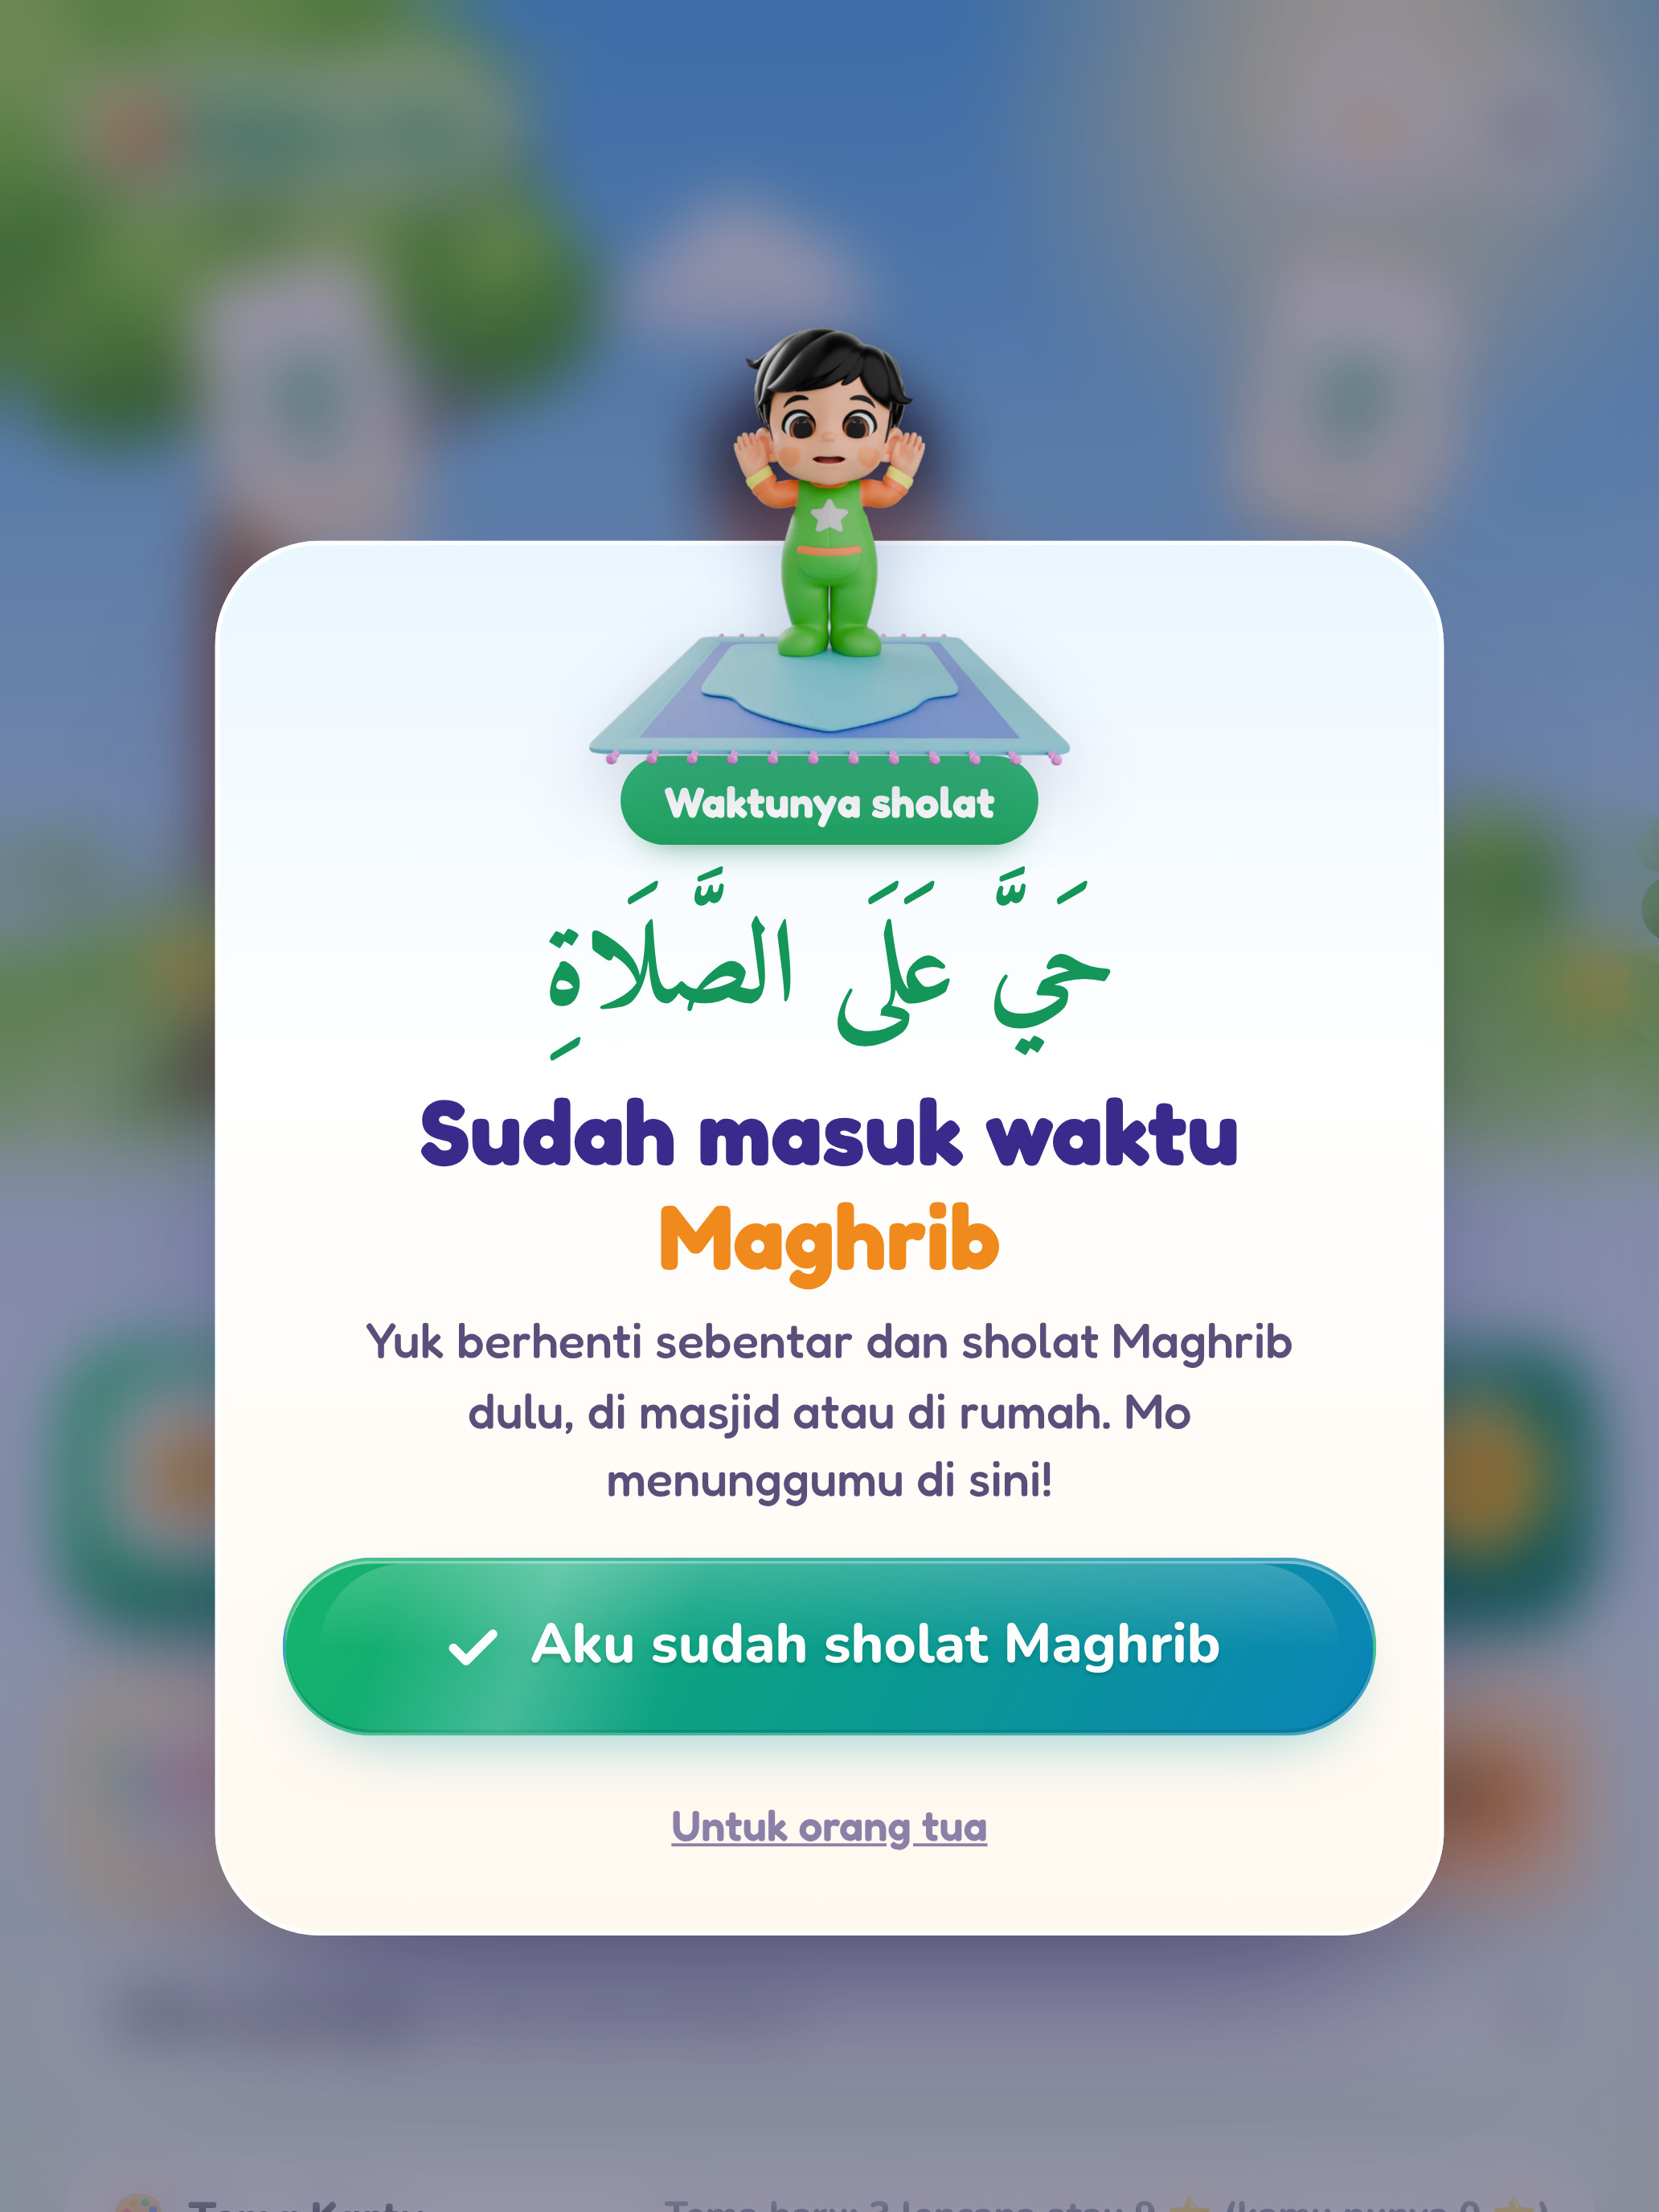 Waktunya sholat
حَيَّ عَلَى الصَّلَاةِ
Sudah masuk waktu
Maghrib
Yuk berhenti sebentar dan sholat Maghrib
dulu, di masjid atau di rumah. Mo
menunggumu di sini!
Aku sudah sholat Maghrib
Untuk orang tua